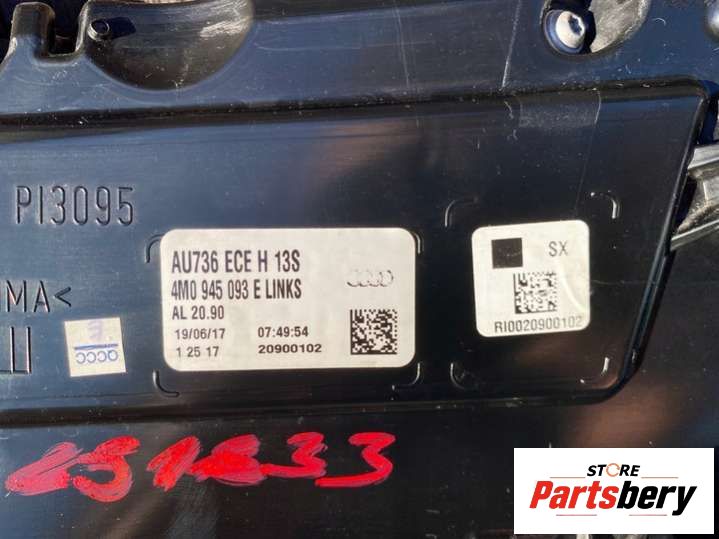 PI3095
AU736 ECE H 13S
4M0 945 093 E LINKS
AL 20.90
19/06/17 07:49:54
1 25 17 20900102
SX
RI0020900102
MA<
QCCC
STORE
Partsbery